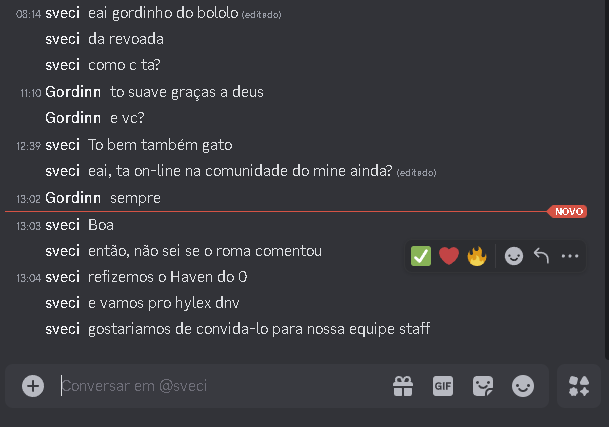 08:14 sveci eai gordinho do bololo (editado)
sveci da revoada
sveci como c ta?
11:10 Gordinn to suave graças a deus
Gordinn e vc?
12:39 sveci To bem também gato
sveci eai, ta on-line na comunidade do mine ainda? (editado)
13:02 Gordinn sempre
NOVO
13:03 sveci Boa
sveci então, não sei se o roma comentou
13:04 sveci refizemos o Haven do 0
sveci e vamos pro hylex dnv
sveci gostariamos de convida-lo para nossa equipe staff
Conversar em @sveci
GIF